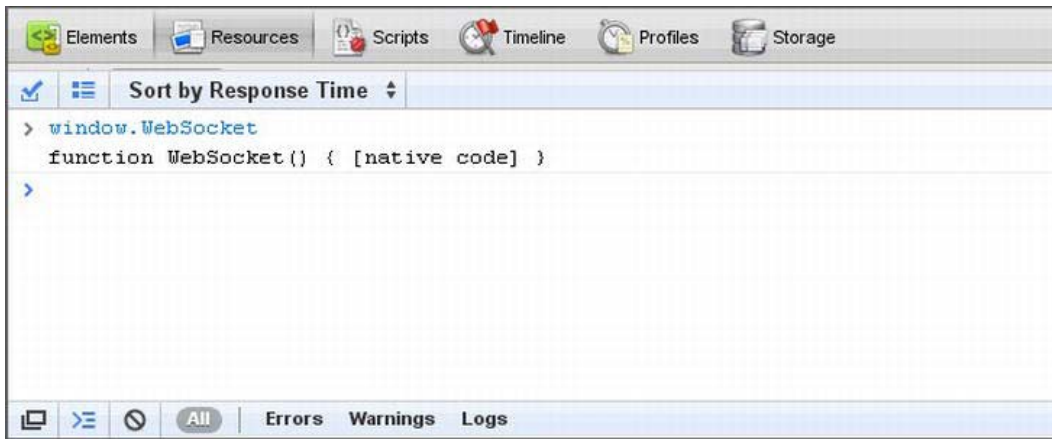 Elements Resources Scripts Timeline Profiles Storage
Sort by Response Time
> window.WebSocket
function WebSocket() { [native code] }
>
All Errors Warnings Logs